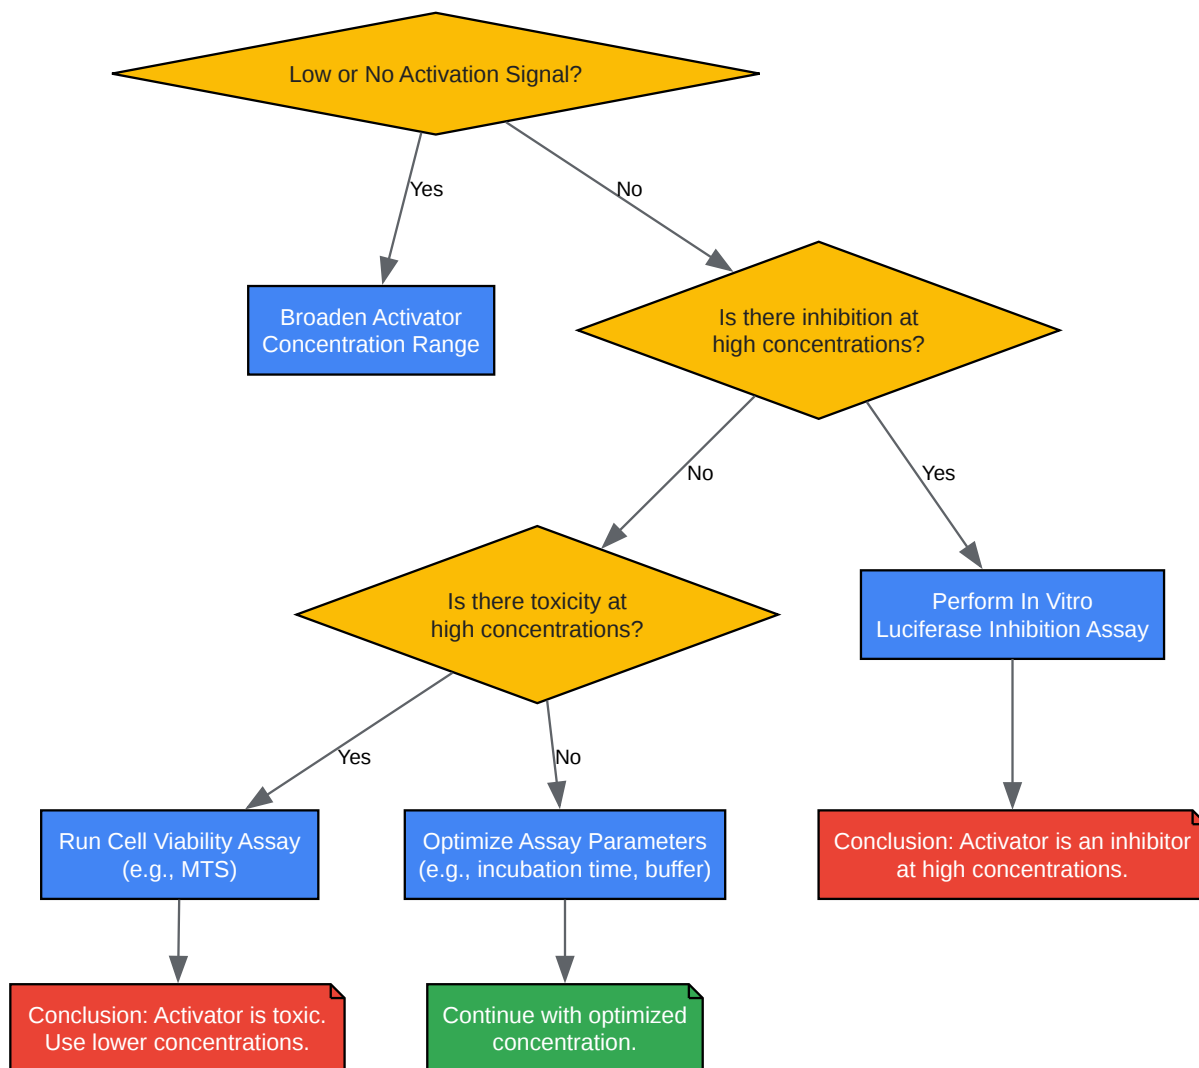 Low or No Activation Signal?
Yes
No
Broaden Activator
Concentration Range
Is there inhibition at
high concentrations?
No
Yes
Is there toxicity at
high concentrations?
Perform In Vitro
Luciferase Inhibition Assay
Yes
No
Run Cell Viability Assay
(e.g., MTS)
Optimize Assay Parameters
(e.g., incubation time, buffer)
Conclusion: Activator is an inhibitor
at high concentrations.
Conclusion: Activator is toxic.
Use lower concentrations.
Continue with optimized
concentration.